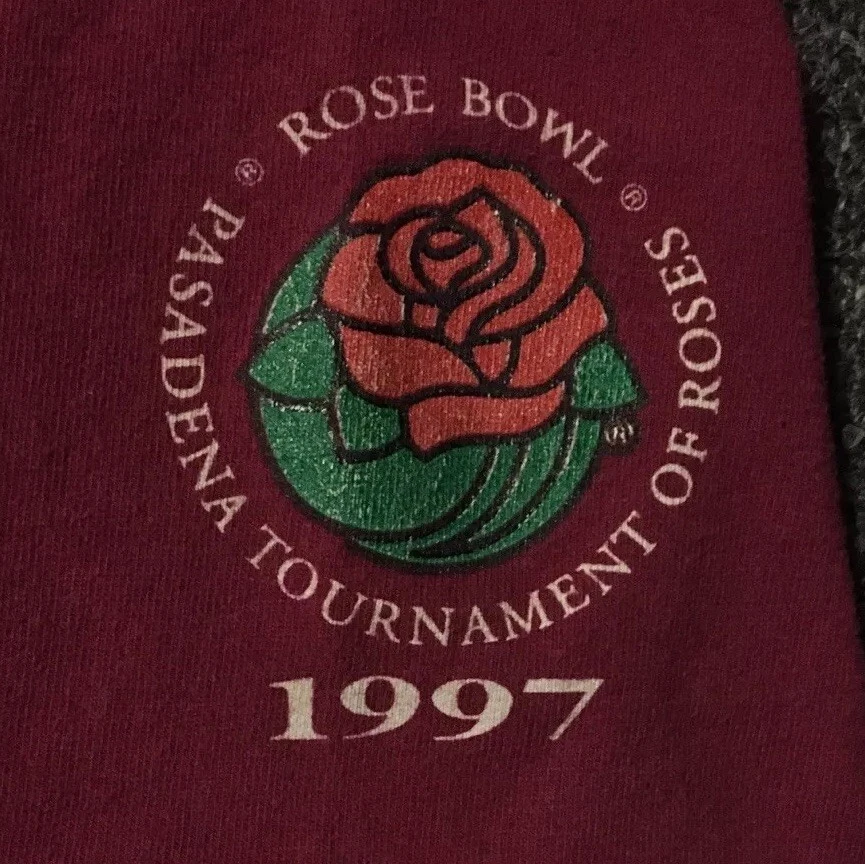 ROSE BOWL ®
PASADENA TOURNAMENT OF ROSES ®
®
1997